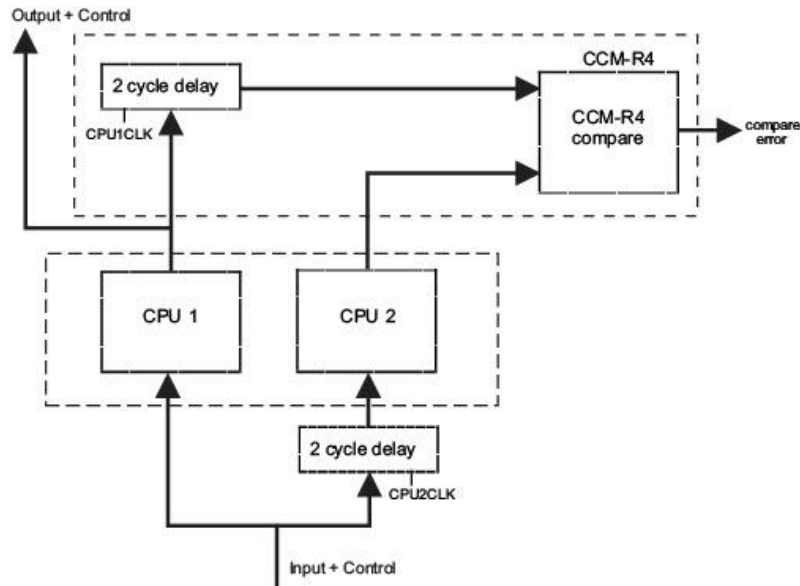 Output + Control
CCM-R4
2 cycle delay
CPU1CLK
CCM-R4
compare
compare
error
CPU 1
CPU 2
2 cycle delay
CPU2CLK
Input + Control